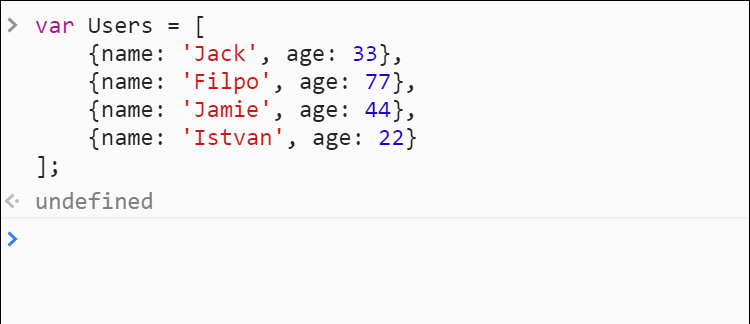 var Users = [
    {name: 'Jack', age: 33},
    {name: 'Filpo', age: 77},
    {name: 'Jamie', age: 44},
    {name: 'Istvan', age: 22}
];
undefined